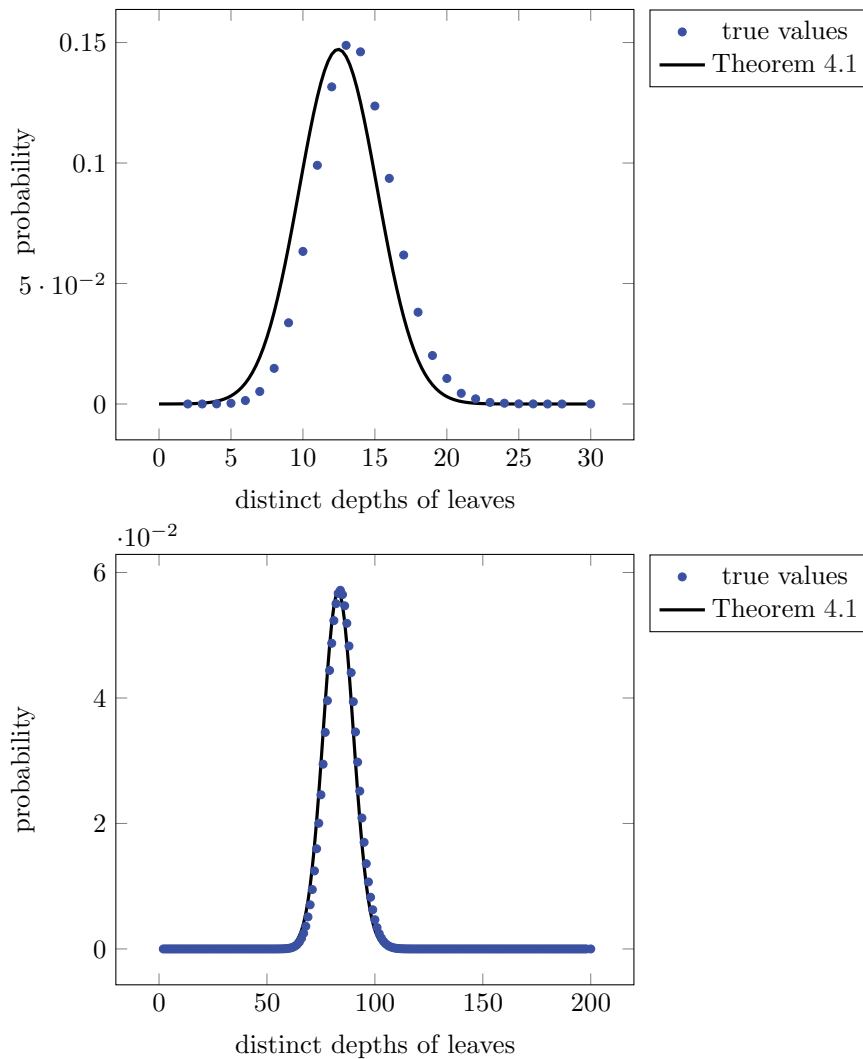 0.15
0.1
5 · 10⁻²
0
probability
0 5 10 15 20 25 30
distinct depths of leaves
true values
Theorem 4.1
·10⁻²
6
4
2
0
probability
0 50 100 150 200
distinct depths of leaves
true values
Theorem 4.1